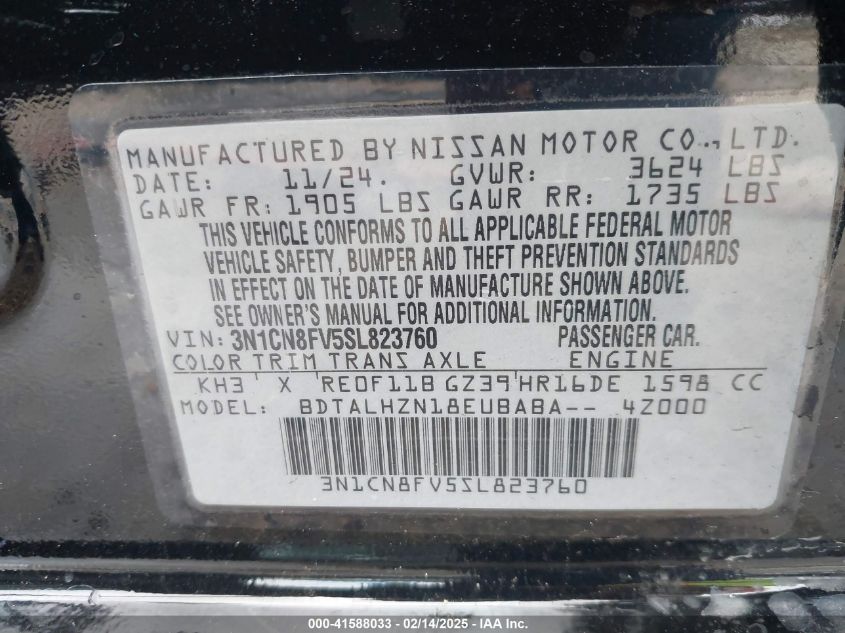 MANUFACTURED BY NISSAN MOTOR CO., LTD.
DATE: 11/24. GVWR: 3624 LBS
GAWR FR: 1905 LBS GAWR RR: 1735 LBS
THIS VEHICLE CONFORMS TO ALL APPLICABLE FEDERAL MOTOR
VEHICLE SAFETY, BUMPER AND THEFT PREVENTION STANDARDS
IN EFFECT ON THE DATE OF MANUFACTURE SHOWN ABOVE.
SEE OWNER'S MANUAL FOR ADDITIONAL INFORMATION.
VIN: 3N1CN8FV5SL823760 PASSENGER CAR.
COLOR TRIM TRANS AXLE ENGINE
KH3 X RE0F11B GZ39 HR16DE 1598 CC
MODEL: BDTALHZN18EUBABA-- 4Z000
3N1CN8FV5SL823760
000-41588033 - 02/14/2025 - IAAI.com